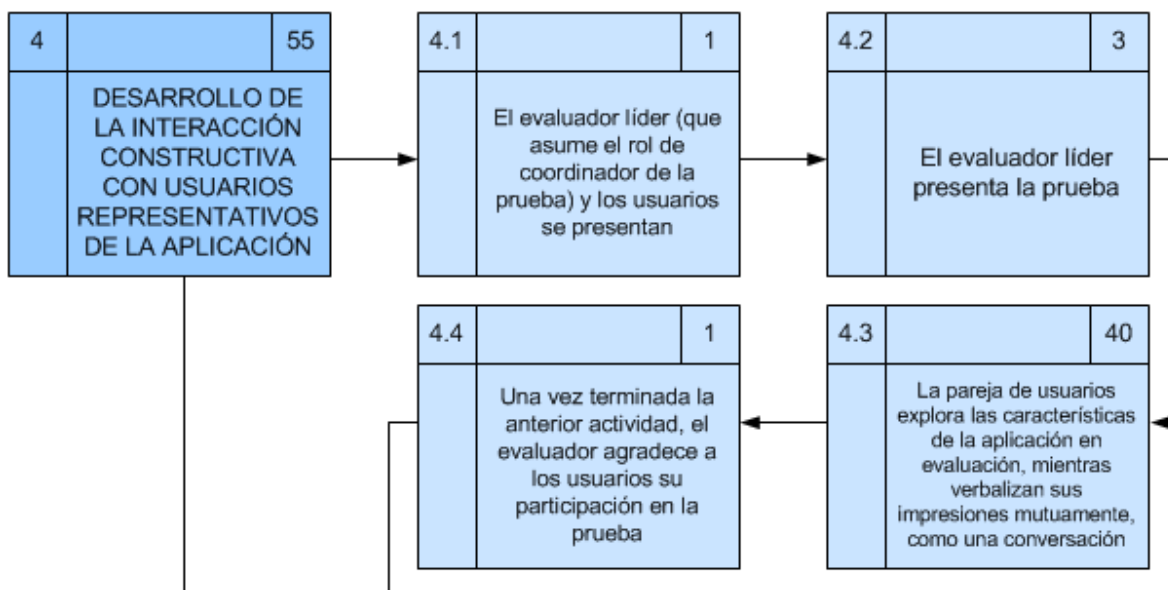 4
55
DESARROLLO DE
LA INTERACCIÓN
CONSTRUCTIVA
CON USUARIOS
REPRESENTATIVOS
DE LA APLICACIÓN
4.1
1
El evaluador líder (que
asume el rol de
coordinador de la
prueba) y los usuarios
se presentan
4.2
3
El evaluador líder
presenta la prueba
4.4
1
Una vez terminada la
anterior actividad, el
evaluador agradece a
los usuarios su
participación en la
prueba
4.3
40
La pareja de usuarios
explora las características
de la aplicación en
evaluación, mientras
verbalizan sus
impresiones mutuamente,
como una conversación